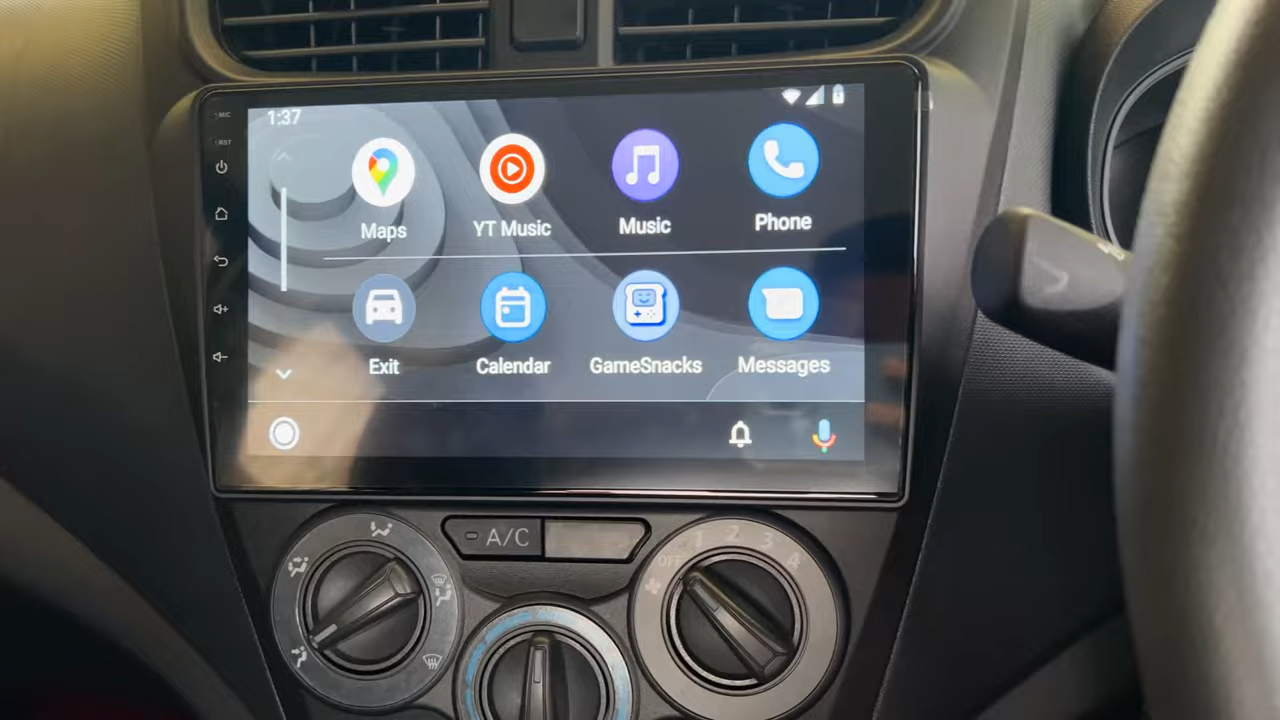 MIC
1:37
RST
Maps
YT Music
Music
Phone
Exit
Calendar
GameSnacks
Messages
A/C
OFF 1 2 3 4